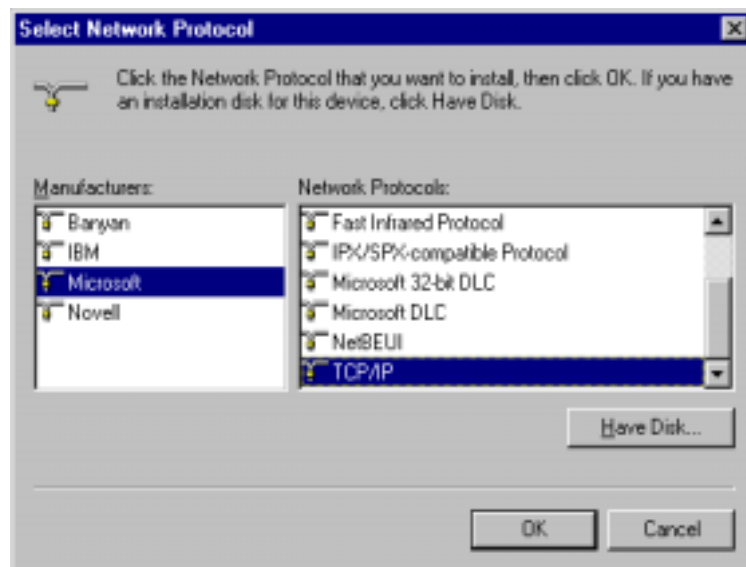 Select Network Protocol
Click the Network Protocol that you want to install, then click OK. If you have
an installation disk for this device, click Have Disk.
Manufacturers:
Banyan
IBM
Microsoft
Novell
Network Protocols:
Fast Infrared Protocol
IPX/SPX-compatible Protocol
Microsoft 32-bit DLC
Microsoft DLC
NetBEUI
TCP/IP
Have Disk...
OK
Cancel